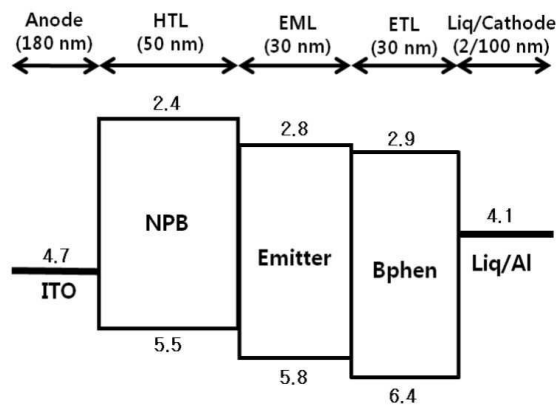 Anode HTL EML ETL Liq/Cathode
(180 nm) (50 nm) (30 nm) (30 nm) (2/100 nm)
2.4 2.8 2.9
4.1
NPB
4.7 Emitter Bphen Liq/Al
ITO
5.5 5.8 6.4